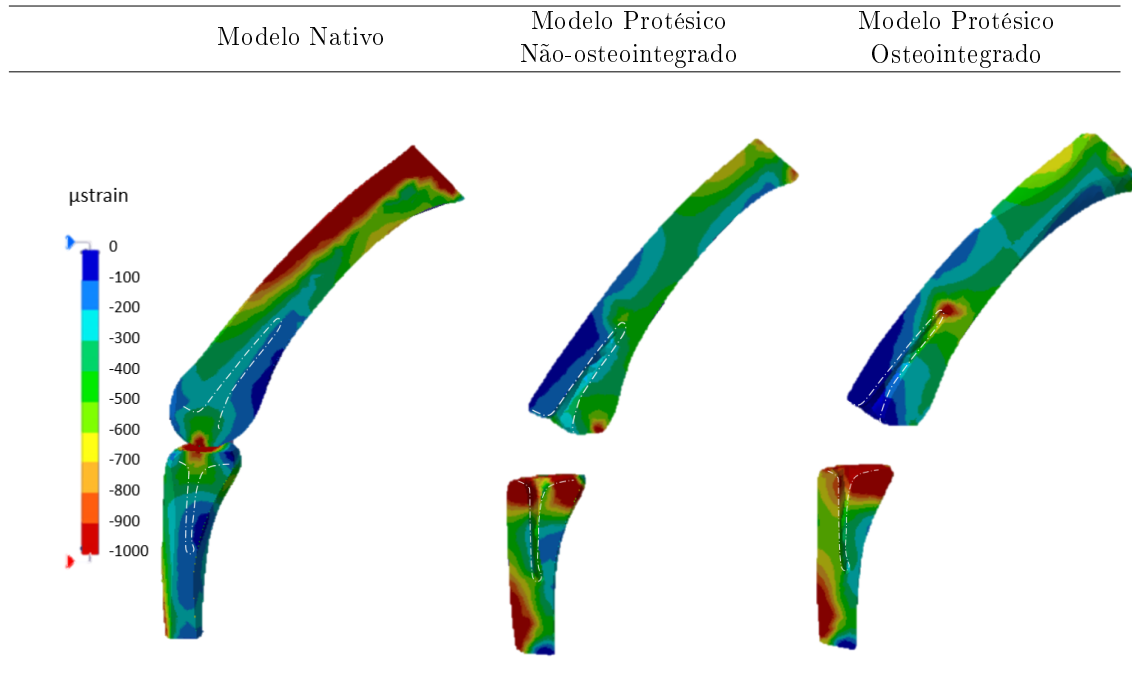 Modelo Nativo
Modelo Protésico
Não-osteointegrado
Modelo Protésico
Osteointegrado
μstrain
0
-100
-200
-300
-400
-500
-600
-700
-800
-900
-1000